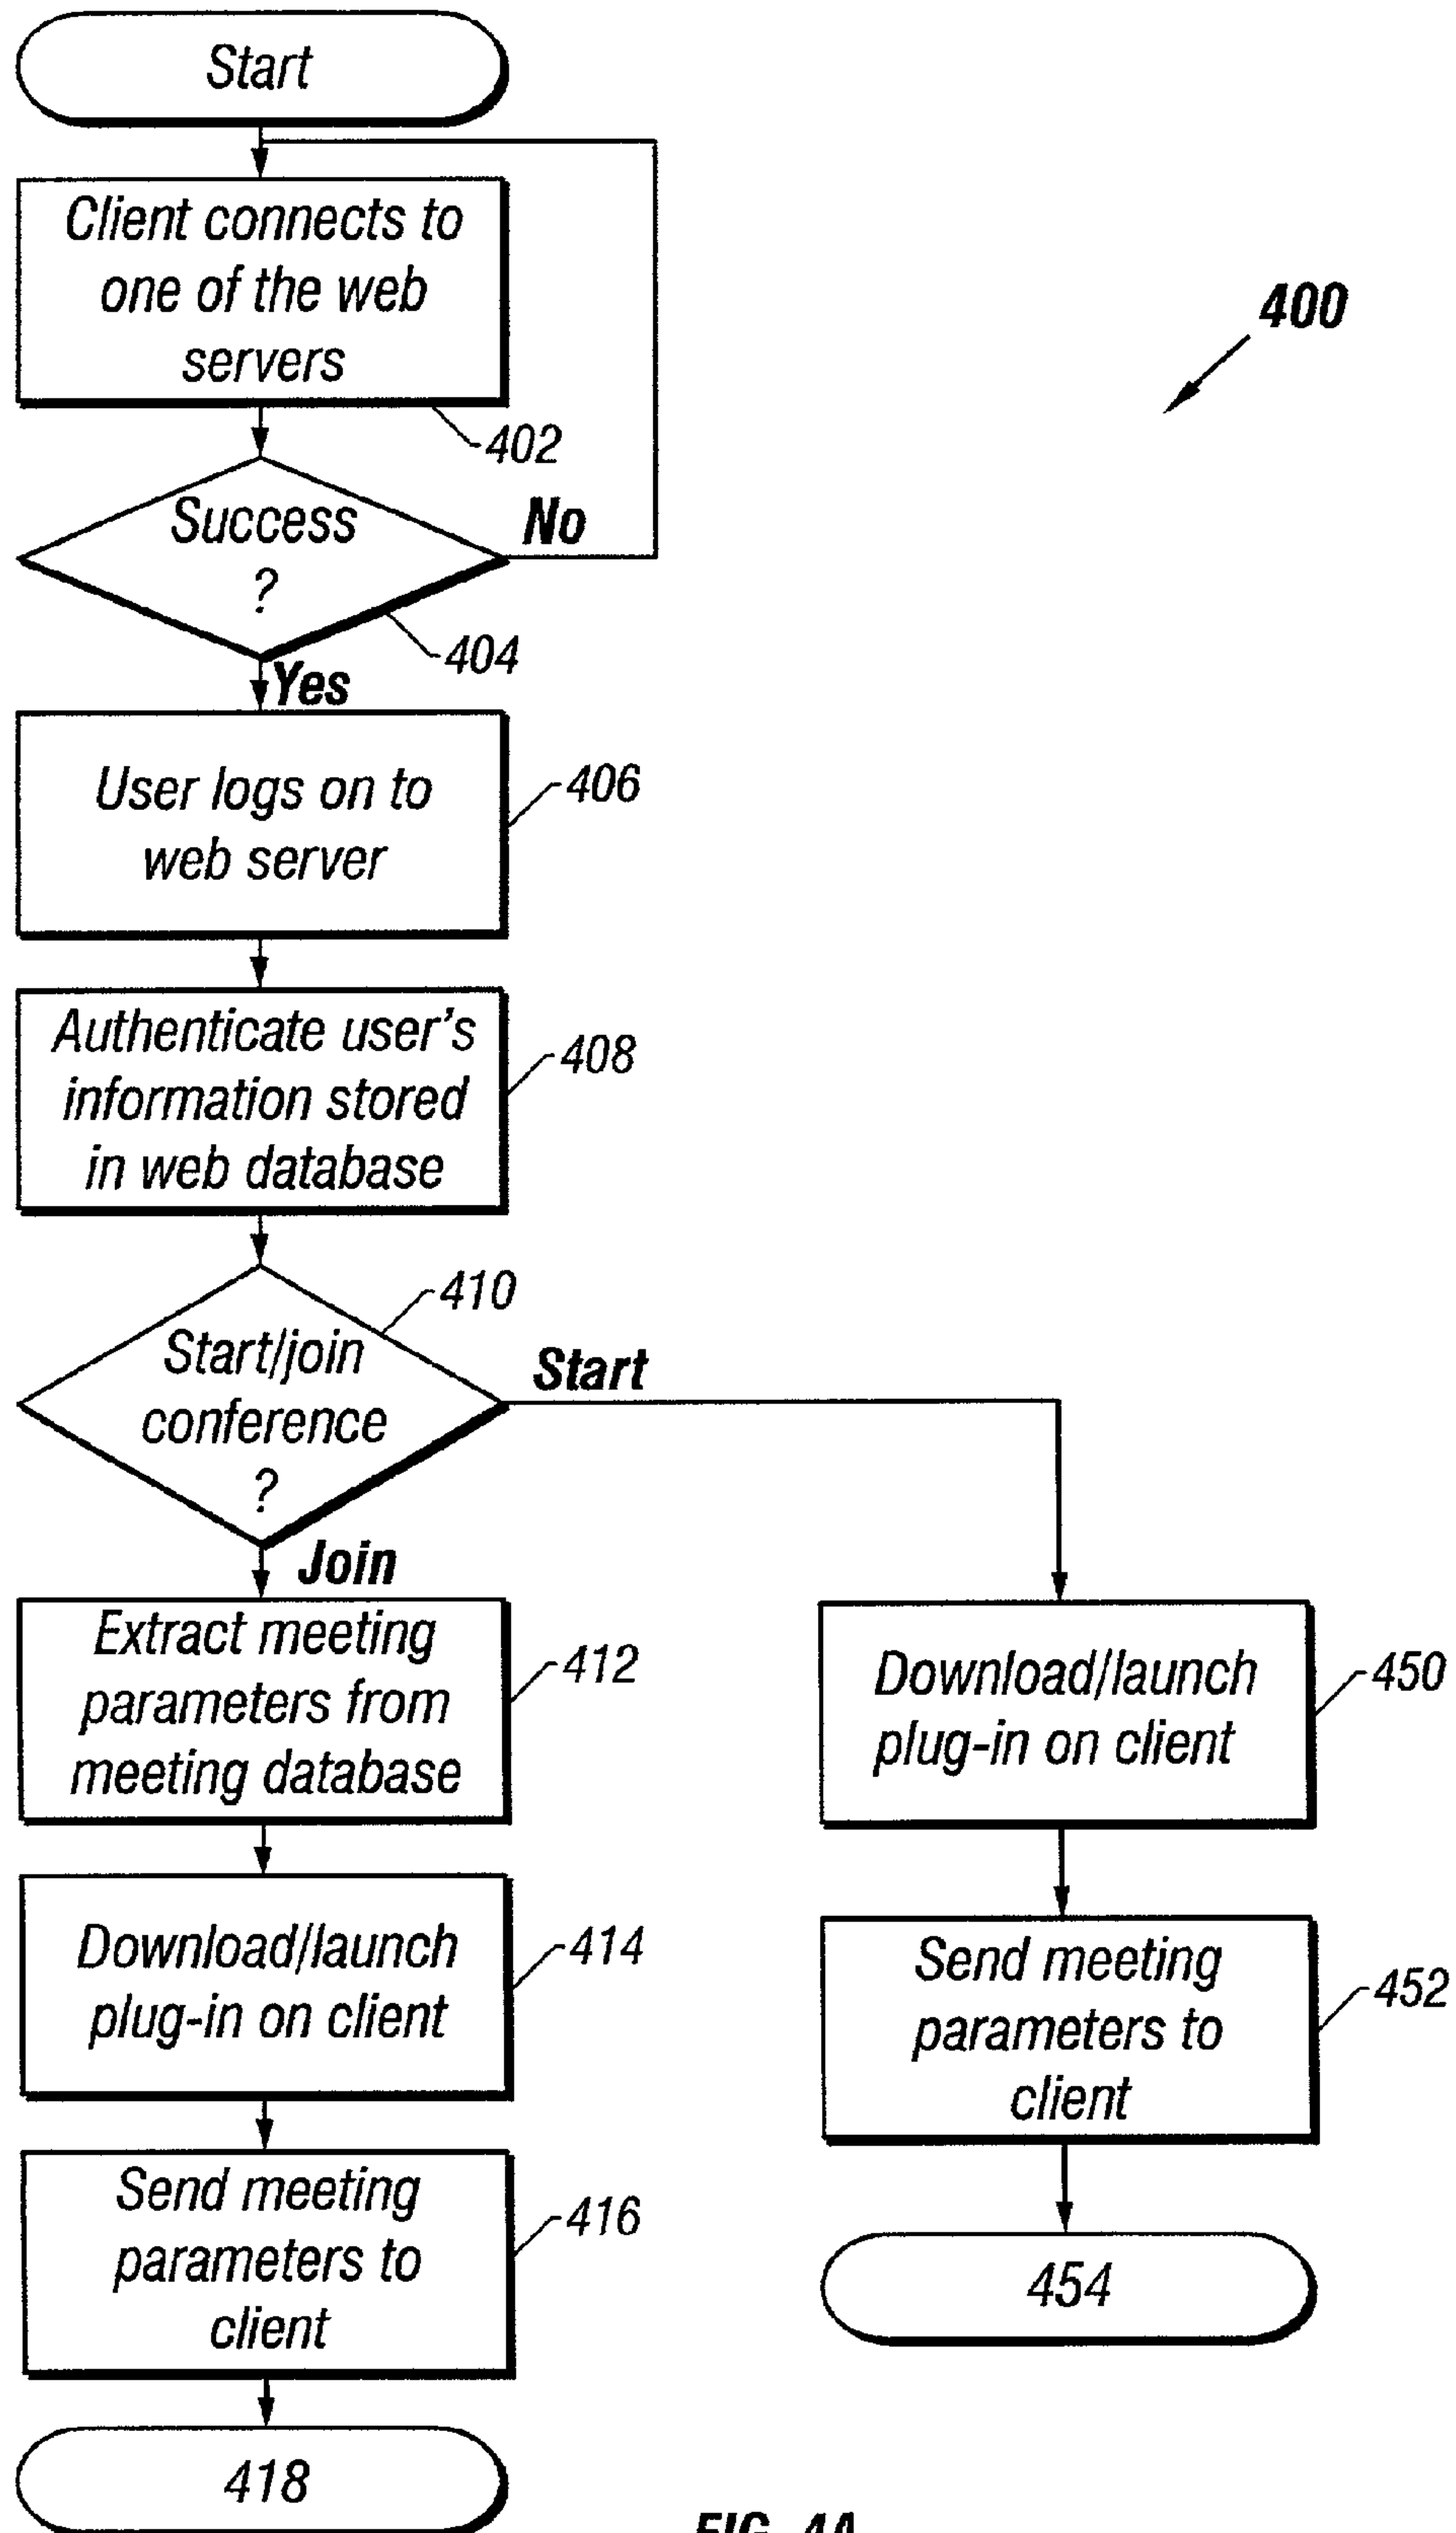 Start
Client connects to
one of the web
servers
400
402
Success
?
No
404
Yes
User logs on to
web server
406
Authenticate user's
information stored
in web database
408
410
Start/join
conference
?
Start
Join
Extract meeting
parameters from
meeting database
412
Download/launch
plug-in on client
450
Download/launch
plug-in on client
414
Send meeting
parameters to
client
452
Send meeting
parameters to
client
416
454
418
FIG. 4A